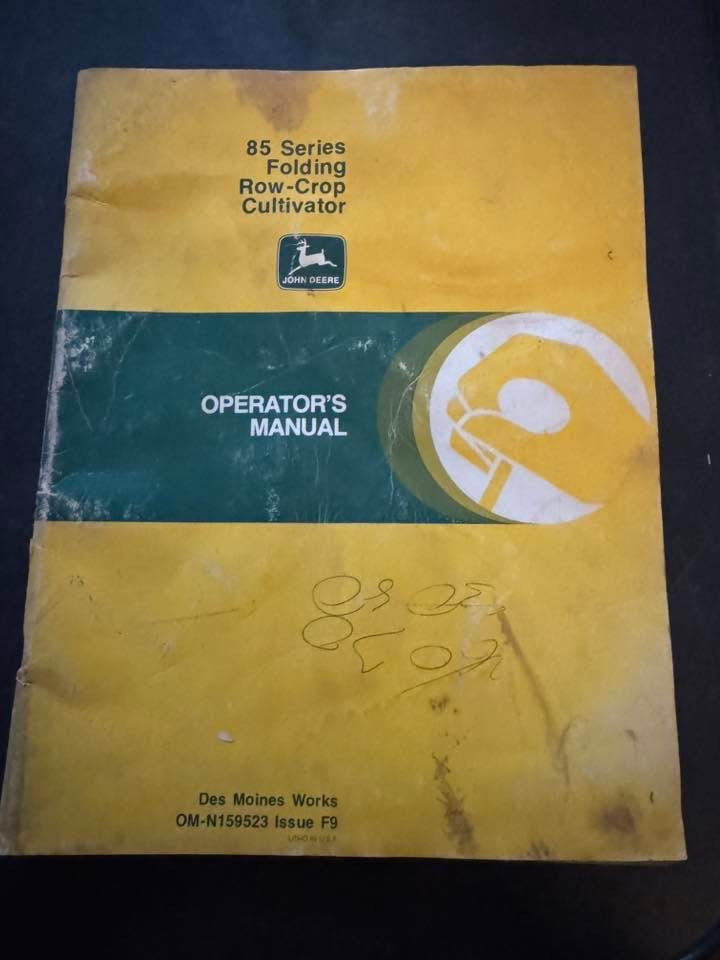 85 Series
Folding
Row-Crop
Cultivator
JOHN DEERE
OPERATOR'S
MANUAL
Des Moines Works
OM-N159523 Issue F9
LITHO IN U.S.A.